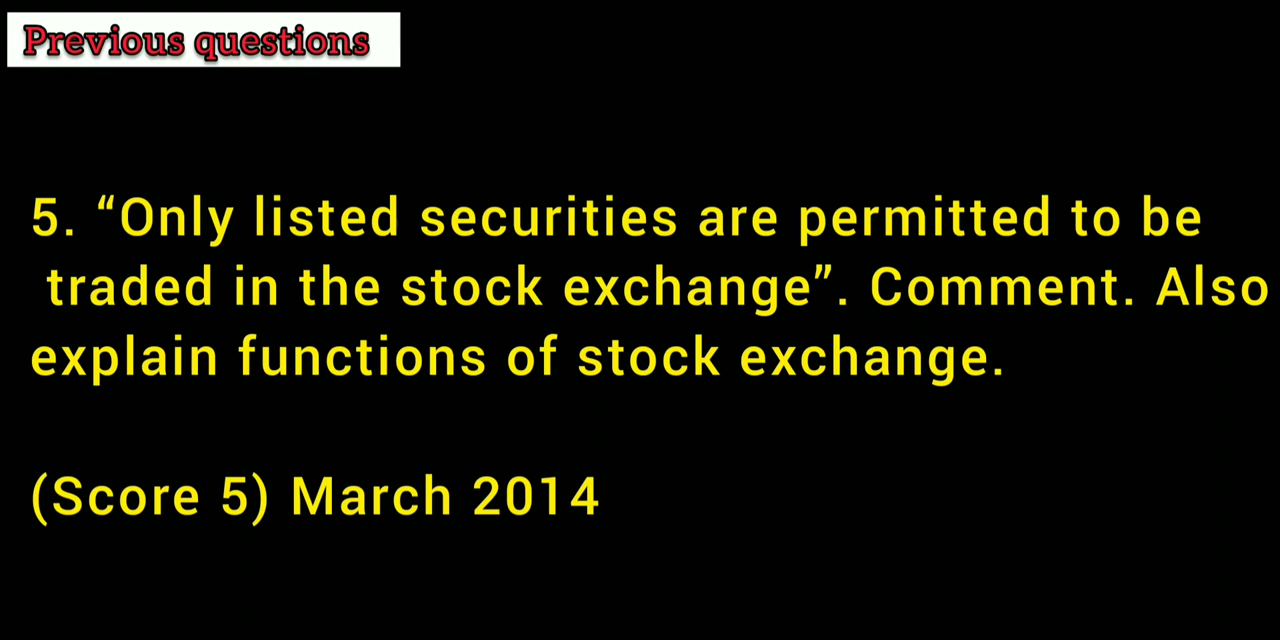 Previous questions
5. “Only listed securities are permitted to be
traded in the stock exchange”. Comment. Also
explain functions of stock exchange.
(Score 5) March 2014